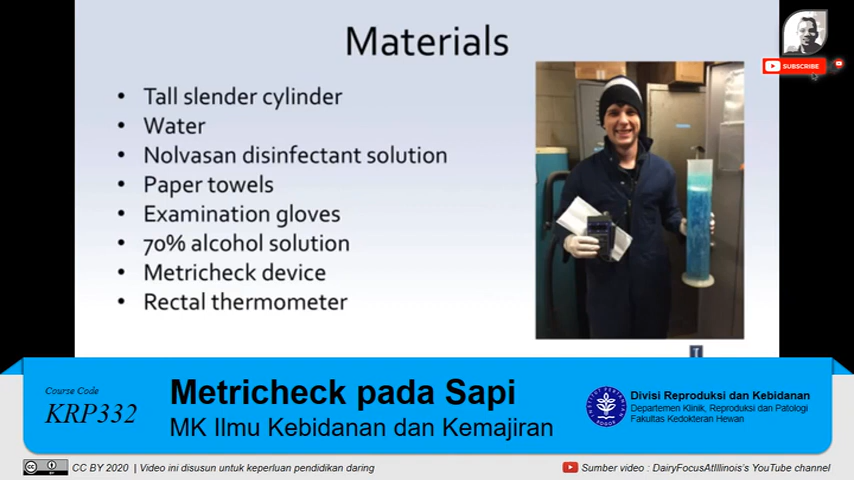 Materials
• Tall slender cylinder
• Water
• Nolvasan disinfectant solution
• Paper towels
• Examination gloves
• 70% alcohol solution
• Metricheck device
• Rectal thermometer
SUBSCRIBE
I
Course Code
KRP332
Metricheck pada Sapi
MK Ilmu Kebidanan dan Kemajiran
INSTITUT PERTANIAN BOGOR
Divisi Reproduksi dan Kebidanan
Departemen Klinik, Reproduksi dan Patologi
Fakultas Kedokteran Hewan
CC BY 2020 | Video ini disusun untuk keperluan pendidikan daring
Sumber video : DairyFocusAtIllinois's YouTube channel